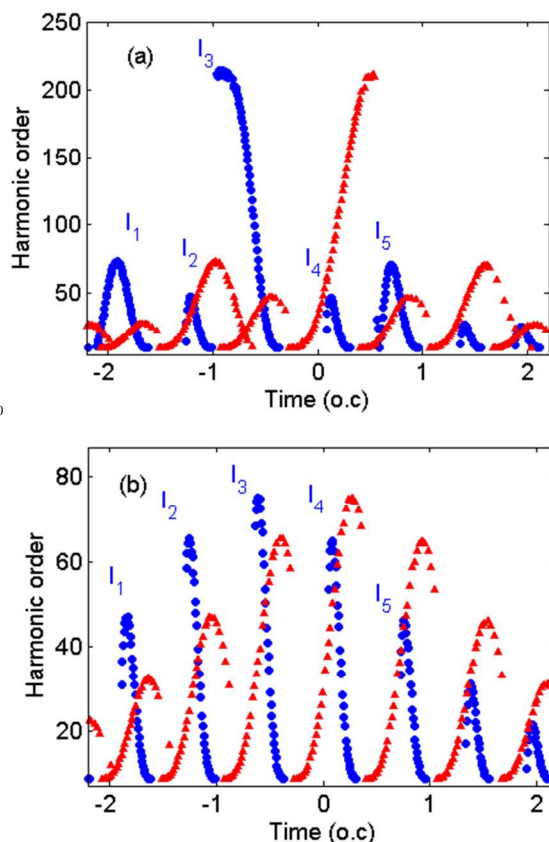 250
200
150
100
50
Harmonic order
(a)
I1
I2
I3
I4
I5
-2 -1 0 1 2
Time (o.c)
0
80
60
40
20
Harmonic order
(b)
I1
I2
I3
I4
I5
-2 -1 0 1 2
Time (o.c)